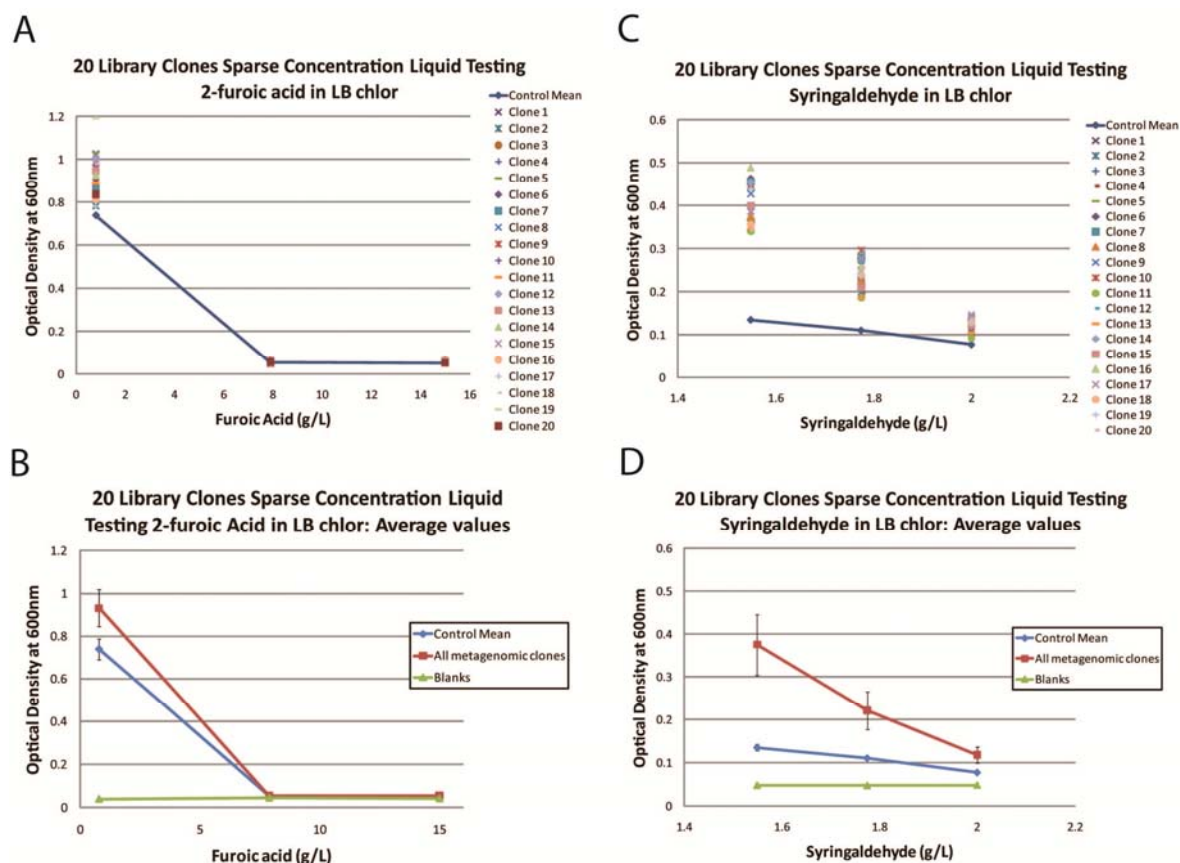 A
20 Library Clones Sparse Concentration Liquid Testing
2-furoic acid in LB chlor
Optical Density at 600nm
1.2
1
0.8
0.6
0.4
0.2
0
0 2 4 6 8 10 12 14 16
Furoic Acid (g/L)
Control Mean
Clone 1
Clone 2
Clone 3
Clone 4
Clone 5
Clone 6
Clone 7
Clone 8
Clone 9
Clone 10
Clone 11
Clone 12
Clone 13
Clone 14
Clone 15
Clone 16
Clone 17
Clone 18
Clone 19
Clone 20
C
20 Library Clones Sparse Concentration Liquid Testing
Syringaldehyde in LB chlor
Optical Density at 600nm
0.6
0.5
0.4
0.3
0.2
0.1
0
1.4 1.6 1.8 2 2.2
Syringaldehyde (g/L)
Control Mean
Clone 1
Clone 2
Clone 3
Clone 4
Clone 5
Clone 6
Clone 7
Clone 8
Clone 9
Clone 10
Clone 11
Clone 12
Clone 13
Clone 14
Clone 15
Clone 16
Clone 17
Clone 18
Clone 19
Clone 20
B
20 Library Clones Sparse Concentration Liquid
Testing 2-furoic Acid in LB chlor: Average values
Optical Density at 600nm
1.2
1
0.8
0.6
0.4
0.2
0
0 5 10 15
Furoic acid (g/L)
Control Mean
All metagenomic clones
Blanks
D
20 Library Clones Sparse Concentration Liquid Testing
Syringaldehyde in LB chlor: Average values
Optical Density at 600nm
0.6
0.5
0.4
0.3
0.2
0.1
0
1.4 1.6 1.8 2 2.2
Syringaldehyde (g/L)
Control Mean
All metagenomic clones
Blanks